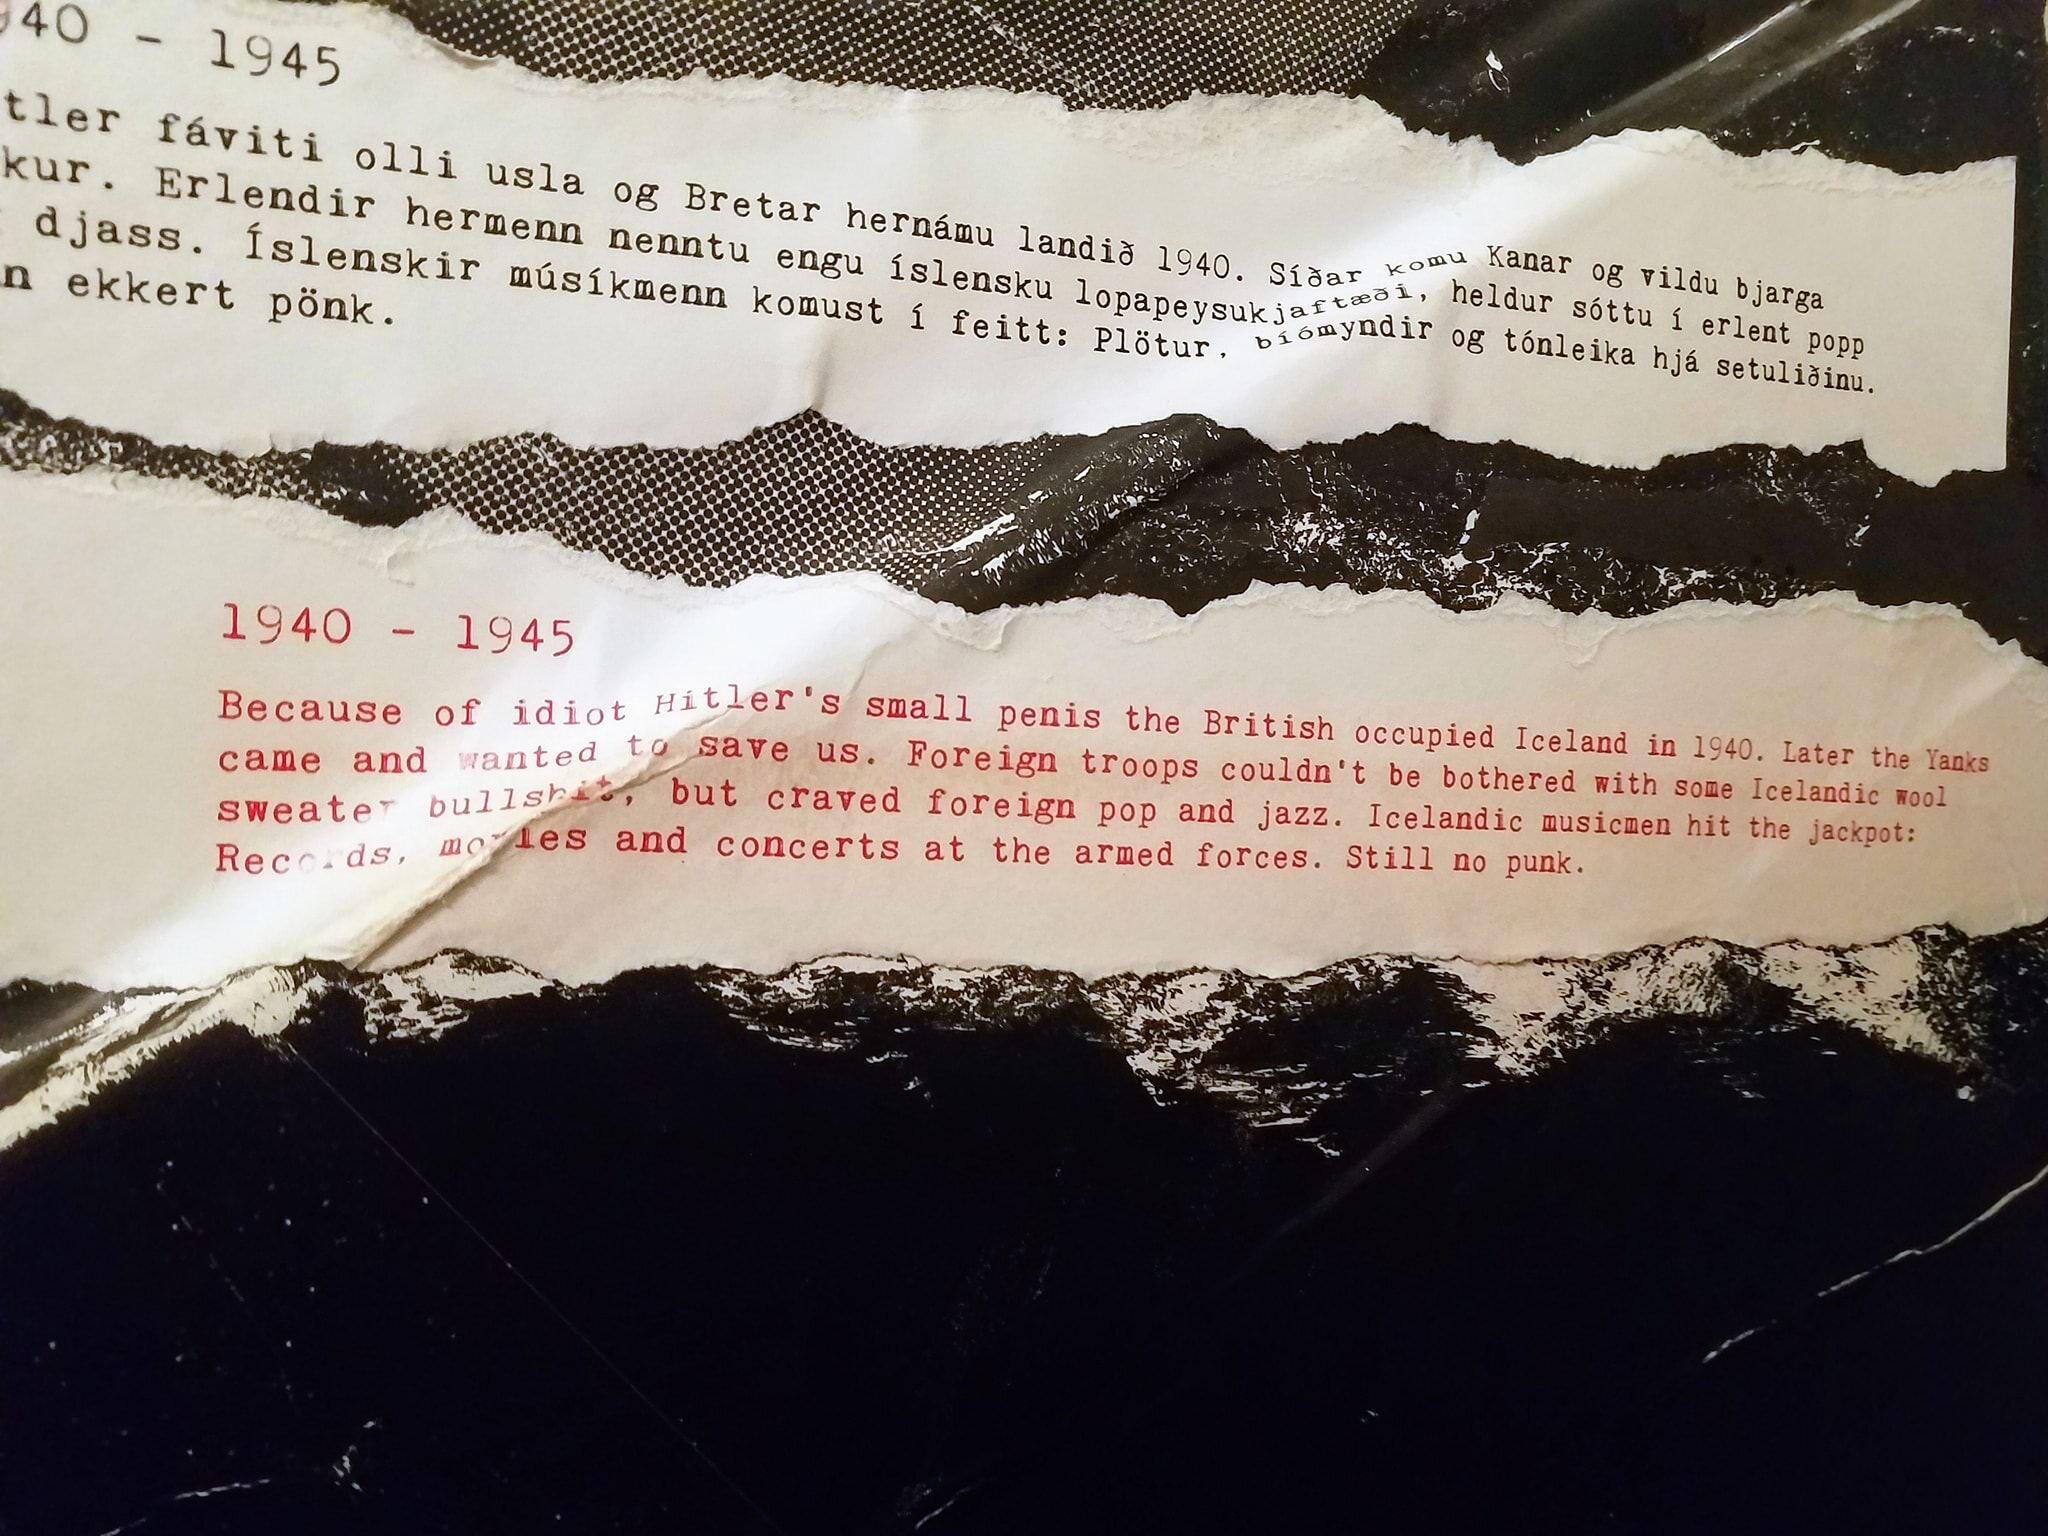 40 - 1945
tler fáviti olli usla og Bretar hernámu landið 1940. Síðar komu Kanar og vildu bjarga
kur. Erlendir hermenn nenntu engu íslensku lopapeysukjaftæði, heldur sóttu í erlent popp
djass. Íslenskir músíkmenn komust í feitt: Plötur, bíómyndir og tónleika hjá setuliðinu.
n ekkert pönk.
1940 - 1945
Because of idiot Hitler's small penis the British occupied Iceland in 1940. Later the Yanks
came and wanted to save us. Foreign troops couldn't be bothered with some Icelandic wool
sweater bullshit, but craved foreign pop and jazz. Icelandic musicmen hit the jackpot:
Records, movies and concerts at the armed forces. Still no punk.